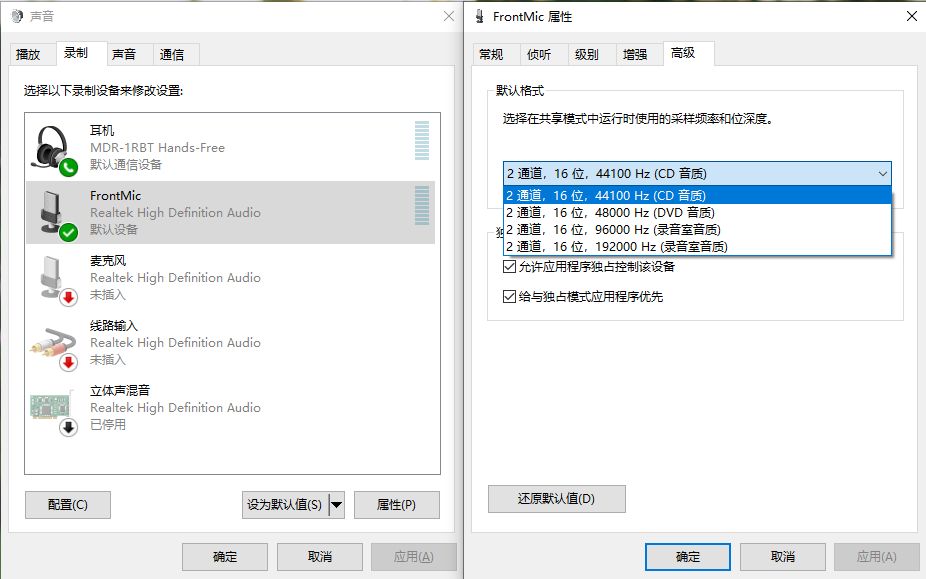 声音
播放
录制
声音
通信
选择以下录制设备来修改设置:
耳机
MDR-1RBT Hands-Free
默认通信设备
FrontMic
Realtek High Definition Audio
默认设备
麦克风
Realtek High Definition Audio
未插入
线路输入
Realtek High Definition Audio
未插入
立体声混音
Realtek High Definition Audio
已停用
配置(C)
设为默认值(S)
属性(P)
确定
取消
应用(A)
FrontMic 属性
常规
侦听
级别
增强
高级
默认格式
选择在共享模式中运行时使用的采样频率和位深度。
2 通道，16 位，44100 Hz (CD 音质)
2 通道，16 位，44100 Hz (CD 音质)
2 通道，16 位，48000 Hz (DVD 音质)
2 通道，16 位，96000 Hz (录音室音质)
2 通道，16 位，192000 Hz (录音室音质)
允许应用程序独占控制该设备
给与独占模式应用程序优先
还原默认值(D)
确定
取消
应用(A)